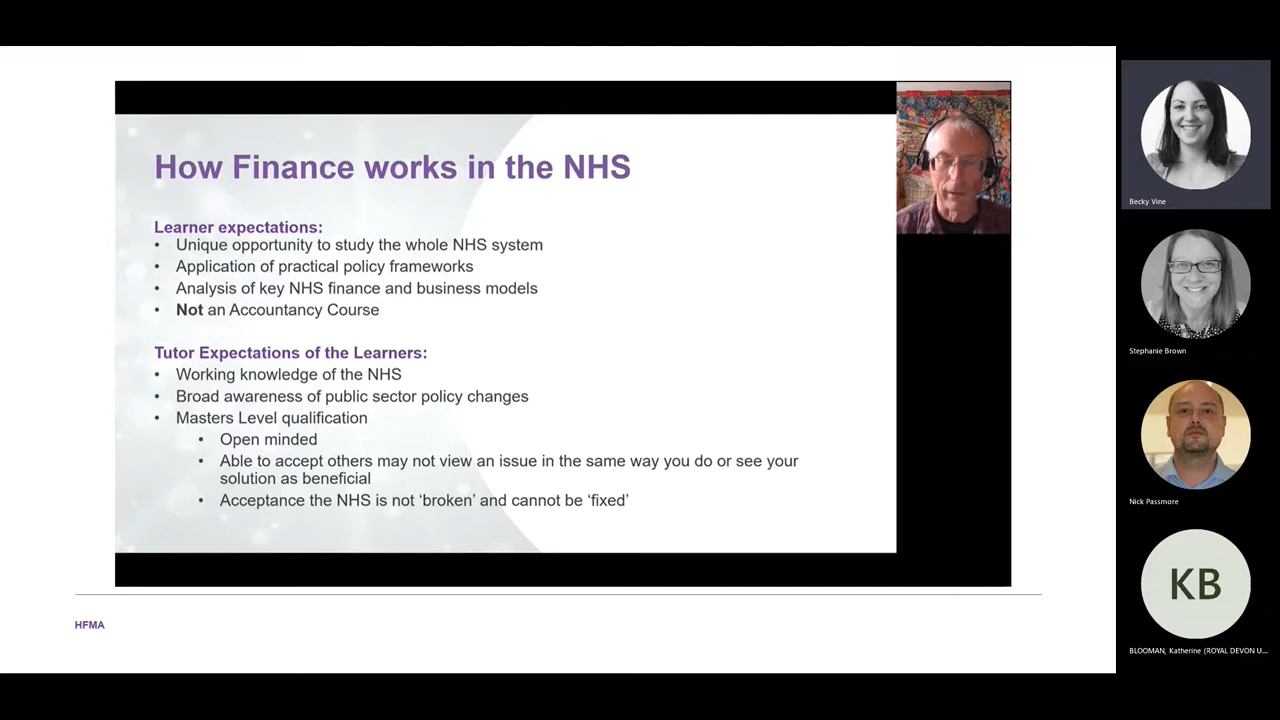 How Finance works in the NHS
Learner expectations:
• Unique opportunity to study the whole NHS system
• Application of practical policy frameworks
• Analysis of key NHS finance and business models
• Not an Accountancy Course
Tutor Expectations of the Learners:
• Working knowledge of the NHS
• Broad awareness of public sector policy changes
• Masters Level qualification
• Open minded
• Able to accept others may not view an issue in the same way you do or see your
solution as beneficial
• Acceptance the NHS is not ‘broken’ and cannot be ‘fixed’
HFMA
Becky Vine
Stephanie Brown
Nick Passmore
KB
BLOOMAN, Katherine (ROYAL DEVON U...